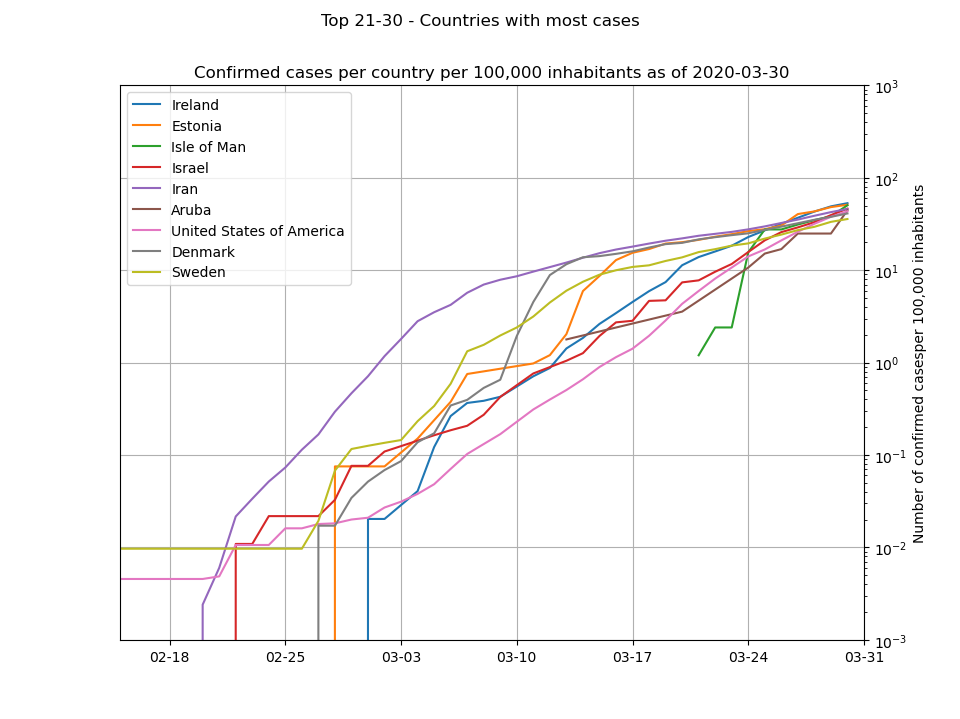 Top 21-30 - Countries with most cases
Confirmed cases per country per 100,000 inhabitants as of 2020-03-30
Ireland
Estonia
Isle of Man
Israel
Iran
Aruba
United States of America
Denmark
Sweden
10³
10²
10¹
10⁰
10⁻¹
10⁻²
10⁻³
Number of confirmed casesper 100,000 inhabitants
02-18 02-25 03-03 03-10 03-17 03-24 03-31